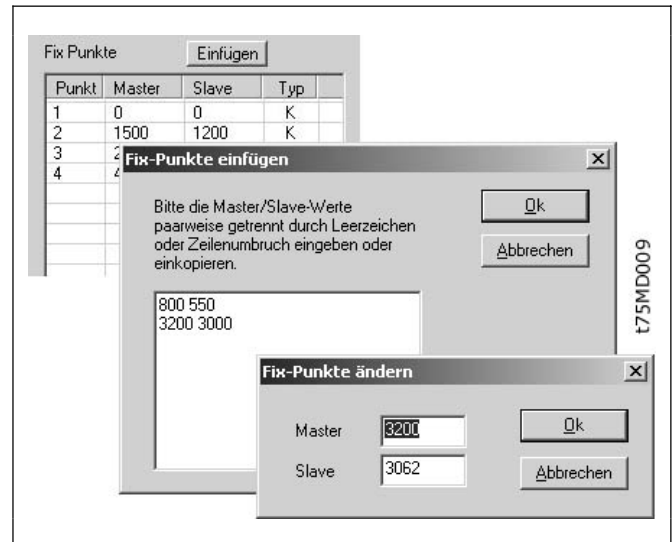 Fix Punkte Einfügen
Punkt Master Slave Typ
1 0 0 K
2 1500 1200 K
3 2
4 4
Fix-Punkte einfügen
Bitte die Master/Slave-Werte
paarweise getrennt durch Leerzeichen
oder Zeilenumbruch eingeben oder
einkopieren.
Ok
Abbrechen
800 550
3200 3000
Fix-Punkte ändern
Master 3200 Ok
Slave 3062 Abbrechen
t75MD009